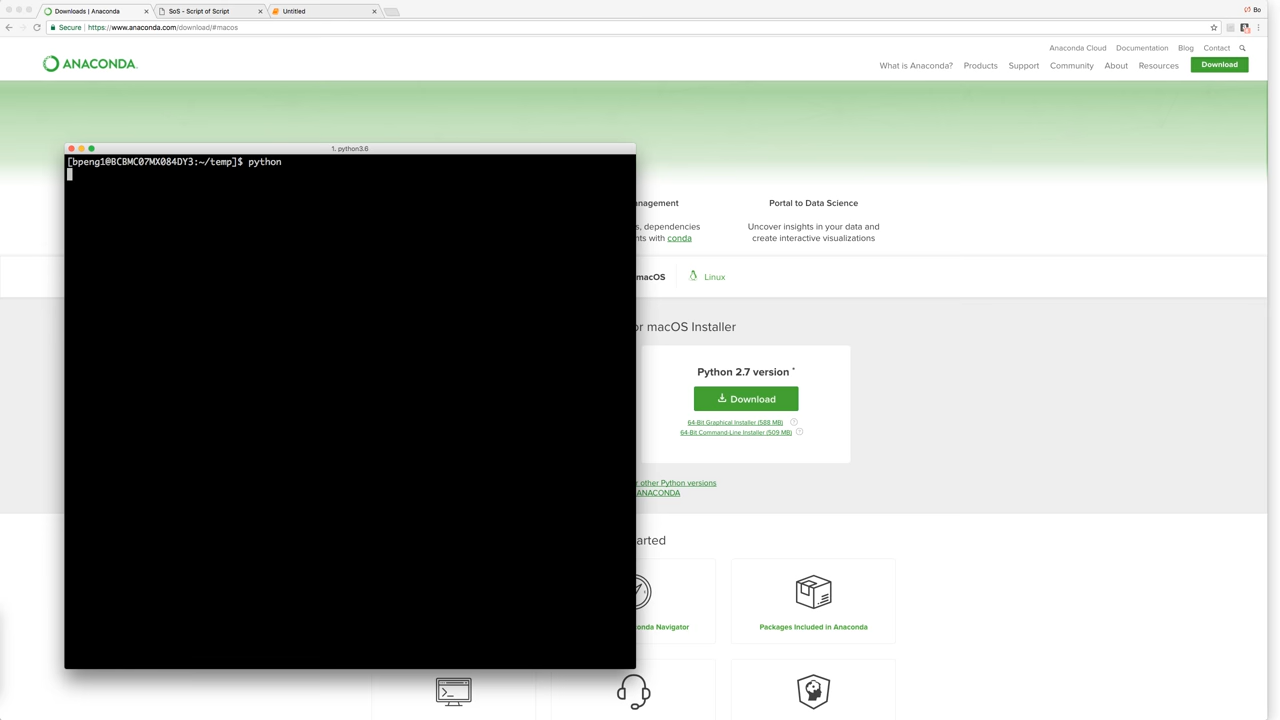 Downloads | Anaconda
SoS - Script of Script
Untitled
Bo
Secure
https://www.anaconda.com/download/#macos
Anaconda Cloud
Documentation
Blog
Contact
ANACONDA
What is Anaconda?
Products
Support
Community
About
Resources
Download
1. python3.6
[bpeng1@BCBMC07MX084DY3:~/temp]$ python
anagement
s, dependencies
nts with conda
Portal to Data Science
Uncover insights in your data and
create interactive visualizations
macOS
Linux
or macOS Installer
Python 2.7 version *
Download
64-Bit Graphical Installer (588 MB)
64-Bit Command-Line Installer (509 MB)
r other Python versions
ANACONDA
arted
onda Navigator
Packages Included in Anaconda